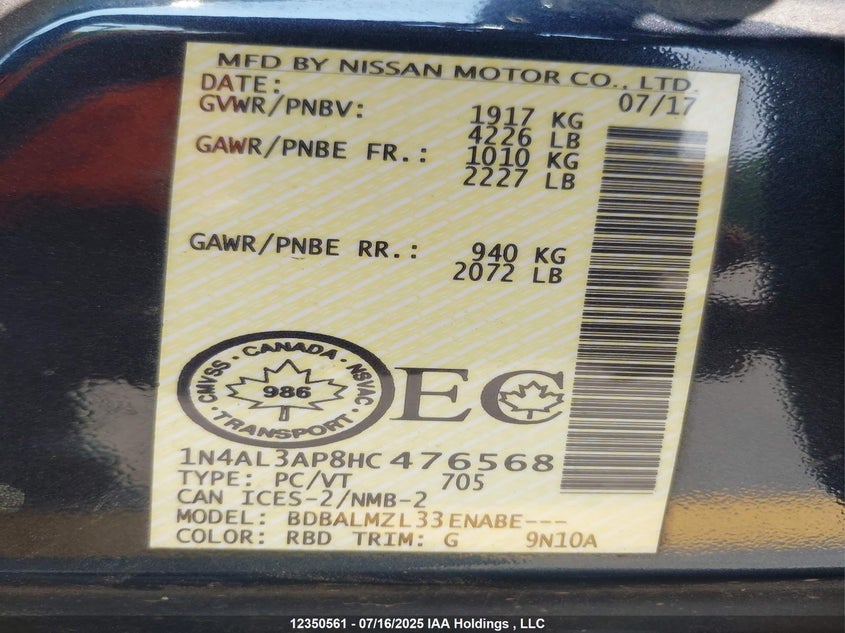 MFD BY NISSAN MOTOR CO., LTD.
DATE: 07/17
GVWR/PNBV: 1917 KG
4226 LB
GAWR/PNBE FR.: 1010 KG
2227 LB
GAWR/PNBE RR.: 940 KG
2072 LB
CMVSS · CANADA · NSVAC · TRANSPORT ·
986
EC
1N4AL3AP8HC476568
TYPE: PC/VT 705
CAN ICES-2/NMB-2
MODEL: BDBALMZL33ENABE---
COLOR: RBD TRIM: G 9N10A
12350561 - 07/16/2025 IAA Holdings , LLC